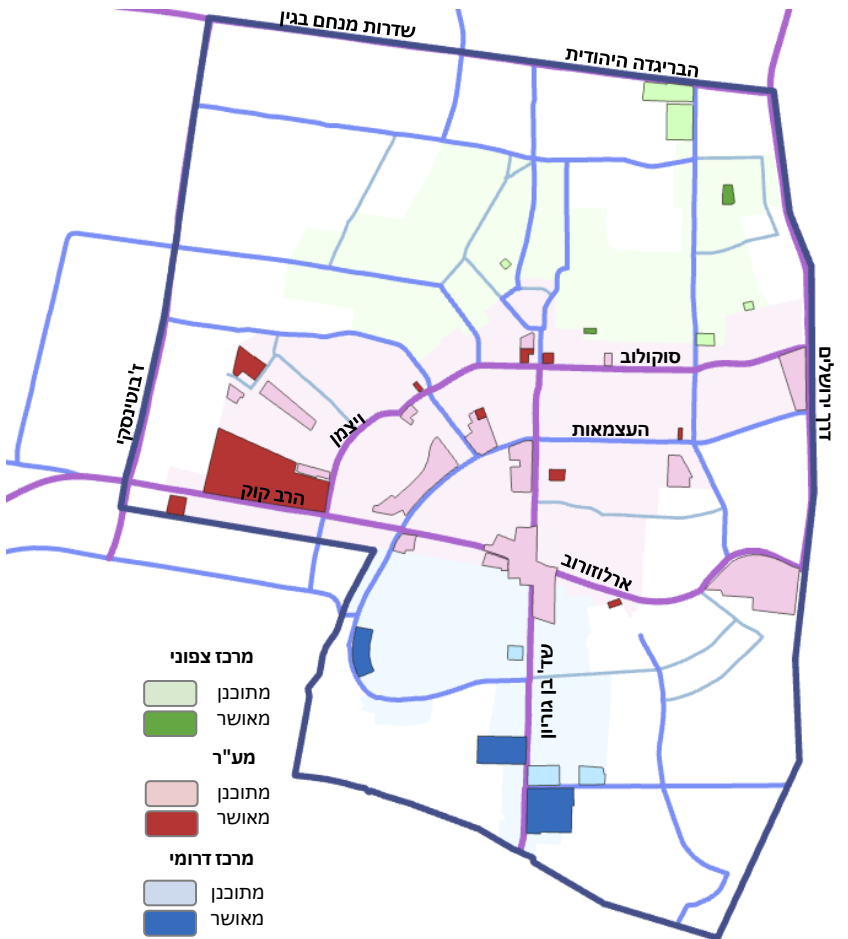 שדרות מנחם בגין
הבריגדה היהודית
סוקולוב
דרך ירושלים
ז'בוטינסקי
ויצמן
העצמאות
הרב קוק
ארלוזורוב
שד' בן גוריון
מרכז צפוני
מתוכנן
מאושר
מע"ר
מתוכנן
מאושר
מרכז דרומי
מתוכנן
מאושר